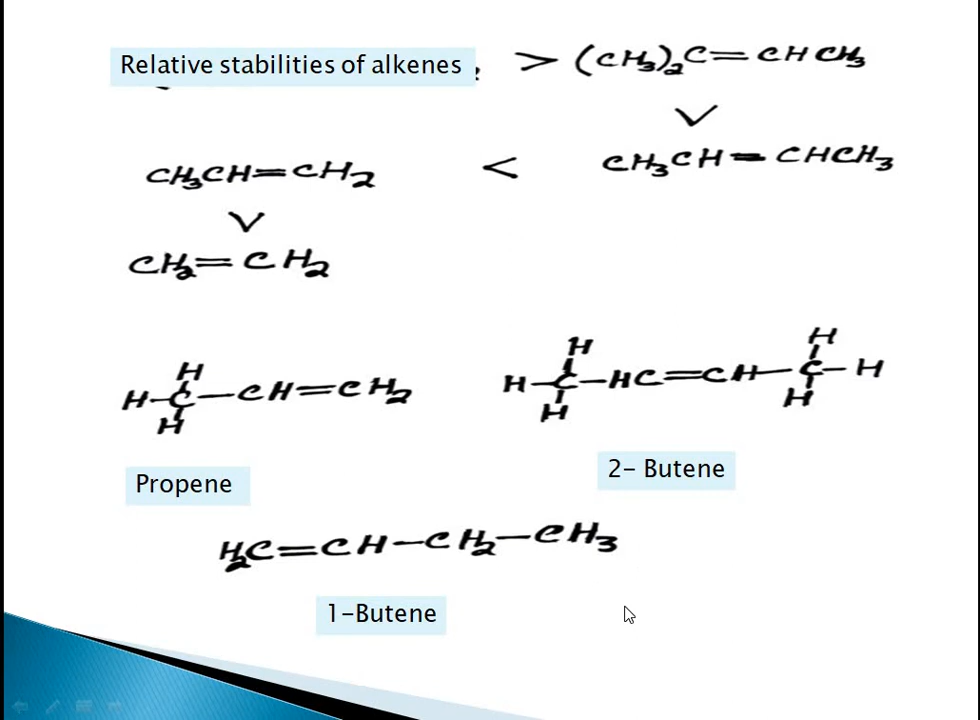 Relative stabilities of alkenes
> (CH₃)₂C=CHCH₃
V
CH₃CH=CH₂ < CH₃CH=CHCH₃
V
CH₂=CH₂
H H
H-C-CH=CH₂ H-C-HC=CH-C-H
H H H
H
Propene 2- Butene
H₂C=CH-CH₂-CH₃
1-Butene